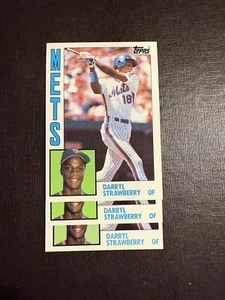 Topps
METS
Mets
18
DARRYL
STRAWBERRY OF
DARRYL
STRAWBERRY OF
DARRYL
STRAWBERRY OF